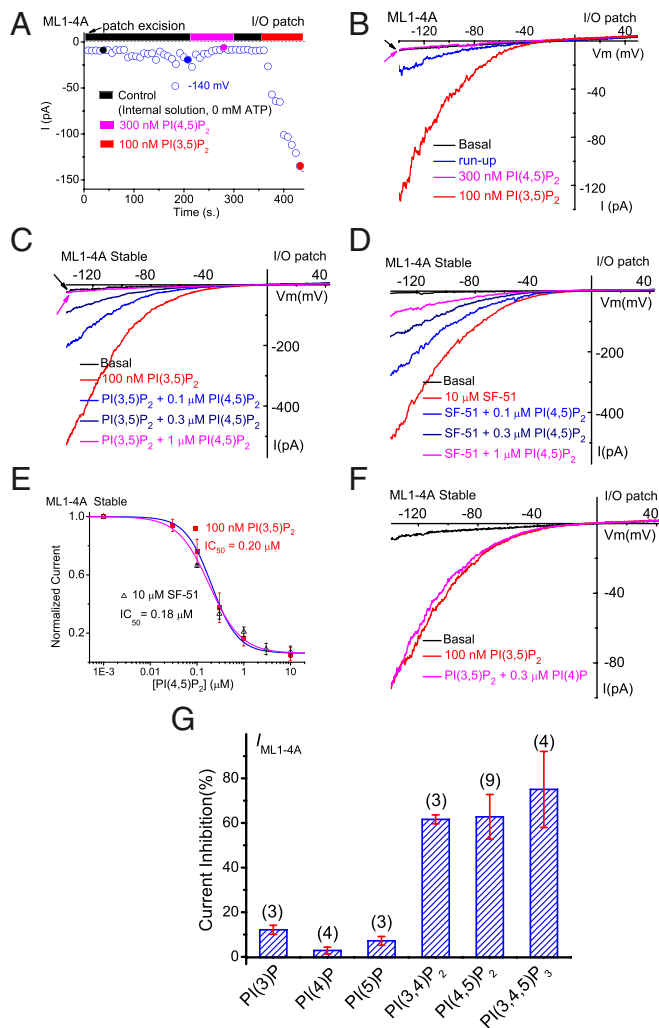 A
ML1-4A
patch excision
I/O patch
0
-50
-100
-150
I (pA)
-140 mV
Control
(Internal solution, 0 mM ATP)
300 nM PI(4,5)P2
100 nM PI(3,5)P2
0
100
200
300
400
Time (s.)
B
ML1-4A
I/O patch
-120
-80
-40
40
Vm (mV)
-40
-80
-120
I (pA)
Basal
run-up
300 nM PI(4,5)P2
100 nM PI(3,5)P2
C
ML1-4A Stable
I/O patch
-120
-80
-40
40
Vm(mV)
-200
-400
I(pA)
Basal
100 nM PI(3,5)P2
PI(3,5)P2 + 0.1 μM PI(4,5)P2
PI(3,5)P2 + 0.3 μM PI(4,5)P2
PI(3,5)P2 + 1 μM PI(4,5)P2
D
ML1-4A Stable
I/O patch
-120
-80
-40
40
Vm(mV)
-200
-400
I(pA)
Basal
10 μM SF-51
SF-51 + 0.1 μM PI(4,5)P2
SF-51 + 0.3 μM PI(4,5)P2
SF-51 + 1 μM PI(4,5)P2
E
ML1-4A Stable
1.0
0.6
0.2
Normalized Current
100 nM PI(3,5)P2
IC50 = 0.20 μM
10 μM SF-51
IC50 = 0.18 μM
1E-3
0.01
0.1
1
10
[PI(4,5)P2] (μM)
F
ML1-4A Stable
I/O patch
-120
-80
-40
40
Vm(mV)
-40
-80
I(pA)
Basal
100 nM PI(3,5)P2
PI(3,5)P2 + 0.3 μM PI(4)P
G
IML1-4A
80
60
40
20
0
Current Inhibition(%)
(3)
(4)
(3)
(3)
(9)
(4)
PI(3)P
PI(4)P
PI(5)P
PI(3,4)P2
PI(4,5)P2
PI(3,4,5)P3